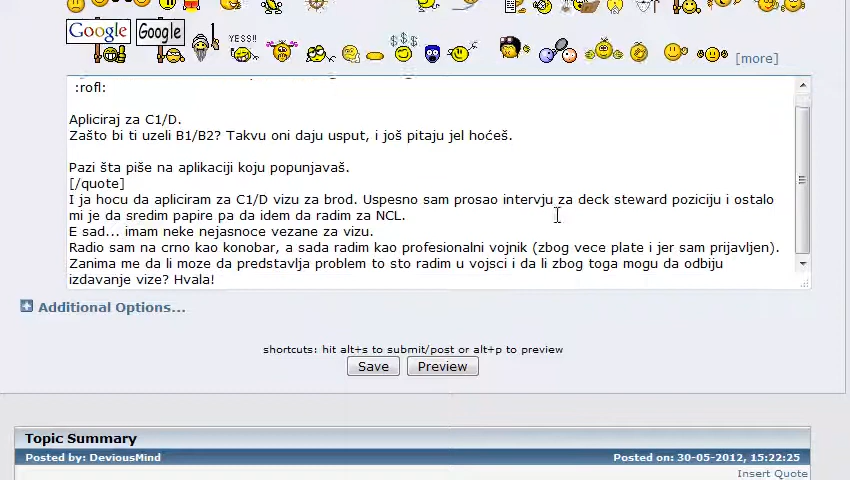 Google Google YES!! $$$ [more]
:rofl:
Apliciraj za C1/D.
Zašto bi ti uzeli B1/B2? Takvu oni daju usput, i još pitaju jel hoćeš.
Pazi šta piše na aplikaciji koju popunjavaš.
[/quote]
I ja hocu da apliciram za C1/D vizu za brod. Uspesno sam prosao intervju za deck steward poziciju i ostalo
mi je da sredim papire pa da idem da radim za NCL.
E sad... imam neke nejasnoce vezane za vizu.
Radio sam na crno kao konobar, a sada radim kao profesionalni vojnik (zbog vece plate i jer sam prijavljen).
Zanima me da li moze da predstavlja problem to sto radim u vojsci i da li zbog toga mogu da odbiju
izdavanje vize? Hvala!
Additional Options...
shortcuts: hit alt+s to submit/post or alt+p to preview
Save Preview
Topic Summary
Posted by: DeviousMind Posted on: 30-05-2012, 15:22:25
Insert Quote